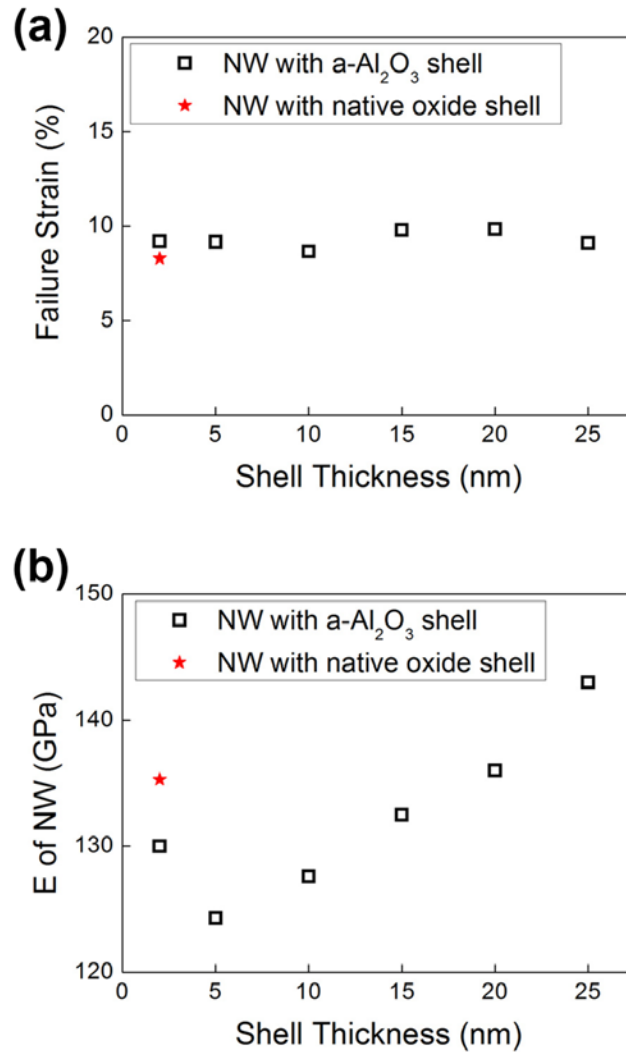 (a)
20
15
10
5
0
Failure Strain (%)
NW with a-Al₂O₃ shell
NW with native oxide shell
0 5 10 15 20 25
Shell Thickness (nm)
(b)
150
140
130
120
E of NW (GPa)
NW with a-Al₂O₃ shell
NW with native oxide shell
0 5 10 15 20 25
Shell Thickness (nm)